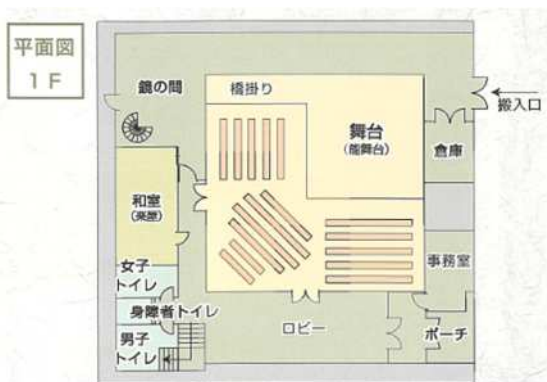 平面図
1F
鏡の間
橋掛り
舞台
(能舞台)
搬入口
倉庫
和室
(楽屋)
事務室
女子
トイレ
身障者トイレ
男子
トイレ
ロビー
ポーチ